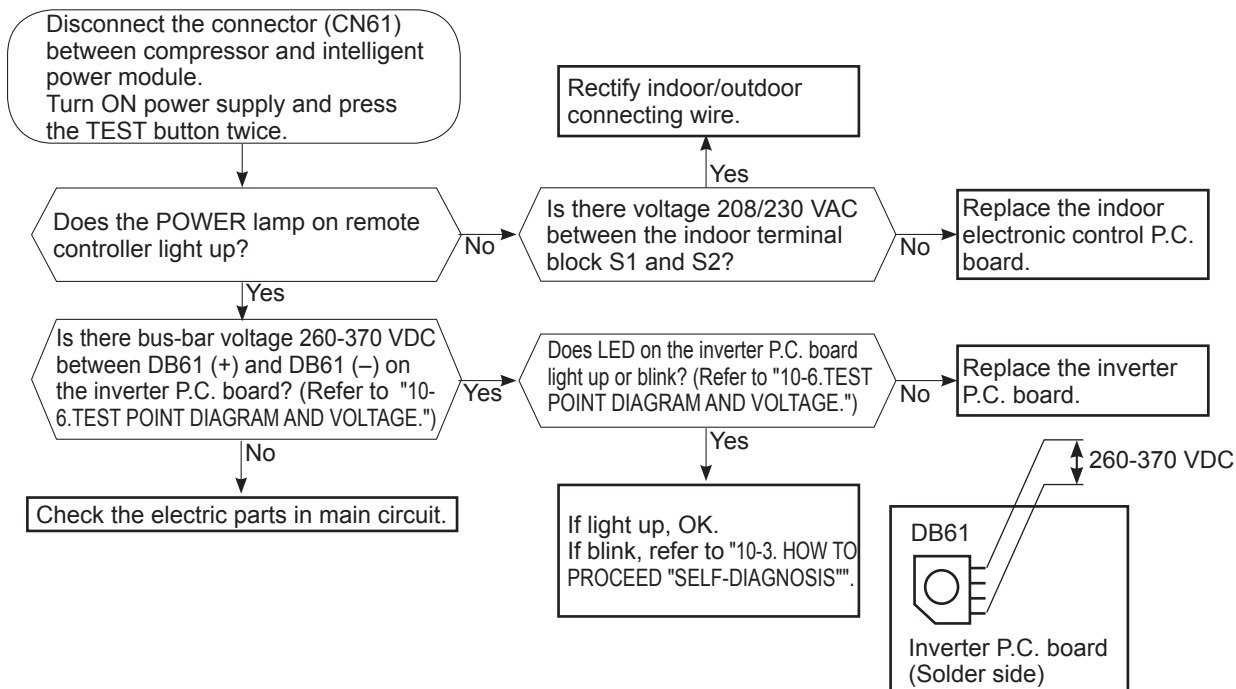 Disconnect the connector (CN61)
between compressor and intelligent
power module.
Turn ON power supply and press
the TEST button twice.
Rectify indoor/outdoor
connecting wire.
Yes
Does the POWER lamp on remote
controller light up?
No
Is there voltage 208/230 VAC
between the indoor terminal
block S1 and S2?
No
Replace the indoor
electronic control P.C.
board.
Yes
Is there bus-bar voltage 260-370 VDC
between DB61 (+) and DB61 (–) on
the inverter P.C. board? (Refer to "10-
6.TEST POINT DIAGRAM AND VOLTAGE.")
Yes
Does LED on the inverter P.C. board
light up or blink? (Refer to "10-6.TEST
POINT DIAGRAM AND VOLTAGE.")
No
Replace the inverter
P.C. board.
No
Yes
Check the electric parts in main circuit.
If light up, OK.
If blink, refer to "10-3. HOW TO
PROCEED "SELF-DIAGNOSIS"".
260-370 VDC
DB61
Inverter P.C. board
(Solder side)